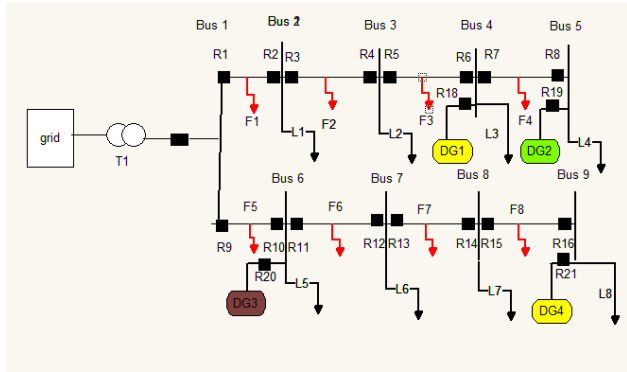 Bus 1 Bus 2 Bus 3 Bus 4 Bus 5
R1 R2 R3 R4 R5 R6 R7 R8
R18 R19
F1 F2 F3 F4
L1 L2 L3 L4
grid
T1
DG1 DG2
Bus 6 Bus 7 Bus 8 Bus 9
F5 F6 F7 F8
R9 R10 R11 R12 R13 R14 R15 R16
R20 R21
L5 L6 L7 L8
DG3 DG4